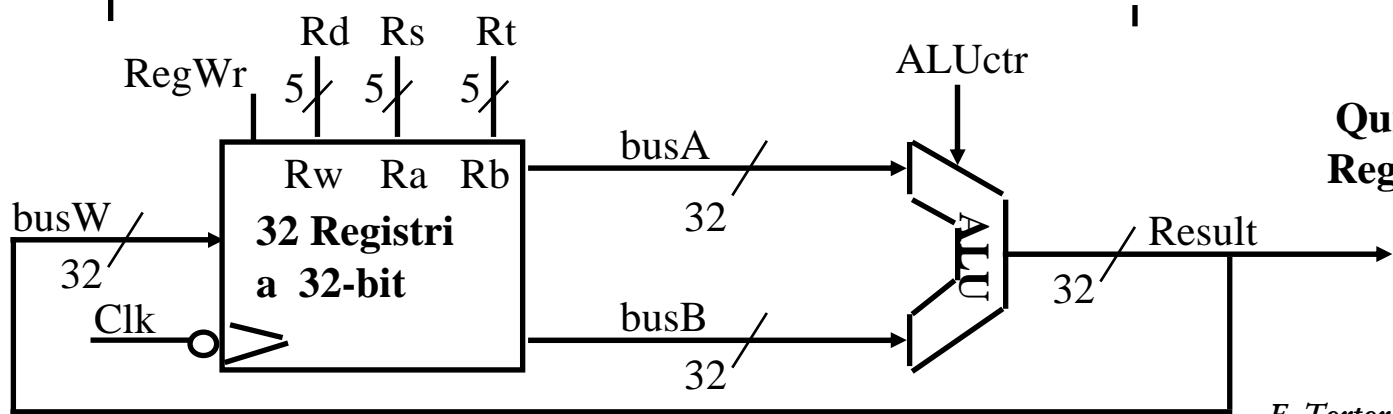 Rd Rs Rt
RegWr 5 5 5 ALUctr
Rw Ra Rb
busA
32
busW
32
32 Registri
a 32-bit
Clk
busB
32
ALU
Result
32